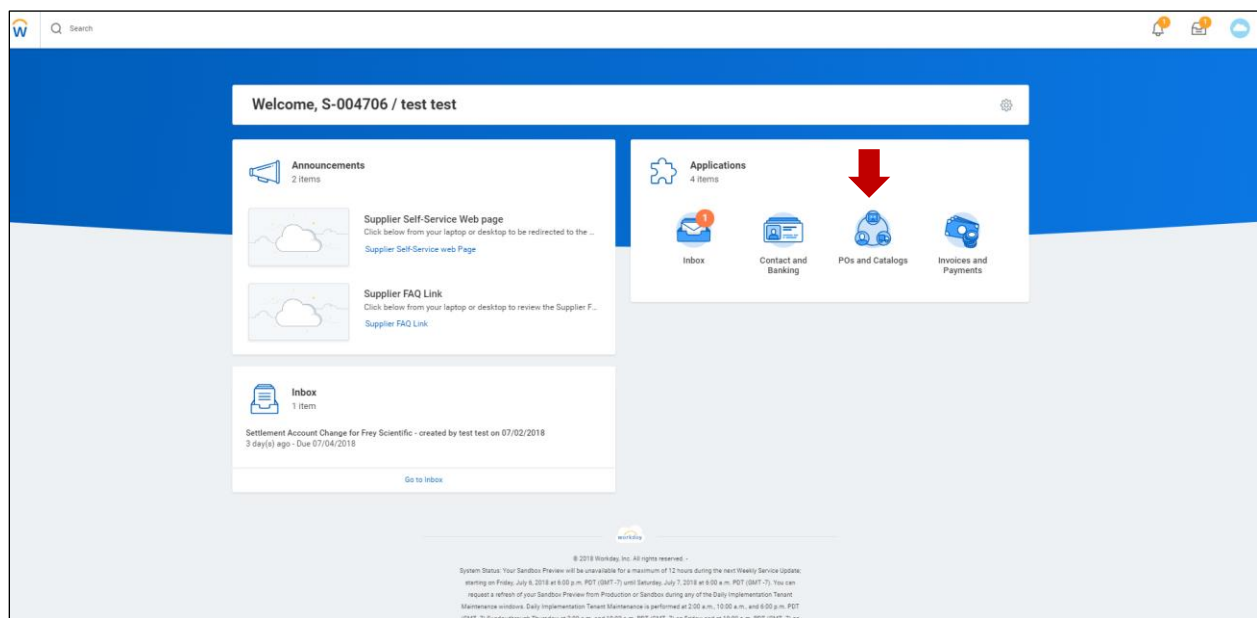 W
Search
1
1
Welcome, S-004706 / test test
Announcements
2 items
Supplier Self-Service Web page
Click below from your laptop or desktop to be redirected to the ...
Supplier Self-Service web Page
Supplier FAQ Link
Click below from your laptop or desktop to review the Supplier F...
Supplier FAQ Link
Applications
4 items
1
Inbox
Contact and
Banking
POs and Catalogs
Invoices and
Payments
Inbox
1 item
Settlement Account Change for Frey Scientific - created by test test on 07/02/2018
3 day(s) ago - Due 07/04/2018
Go to Inbox
workday
© 2018 Workday, Inc. All rights reserved. -
System Status: Your Sandbox Preview will be unavailable for a maximum of 12 hours during the next Weekly Service Update;
starting on Friday, July 6, 2018 at 6:00 p.m. PDT (GMT -7) until Saturday, July 7, 2018 at 6:00 a.m. PDT (GMT -7). You can
request a refresh of your Sandbox Preview from Production or Sandbox during any of the Daily Implementation Tenant
Maintenance windows. Daily Implementation Tenant Maintenance is performed at 2:00 a.m., 10:00 a.m., and 6:00 p.m. PDT